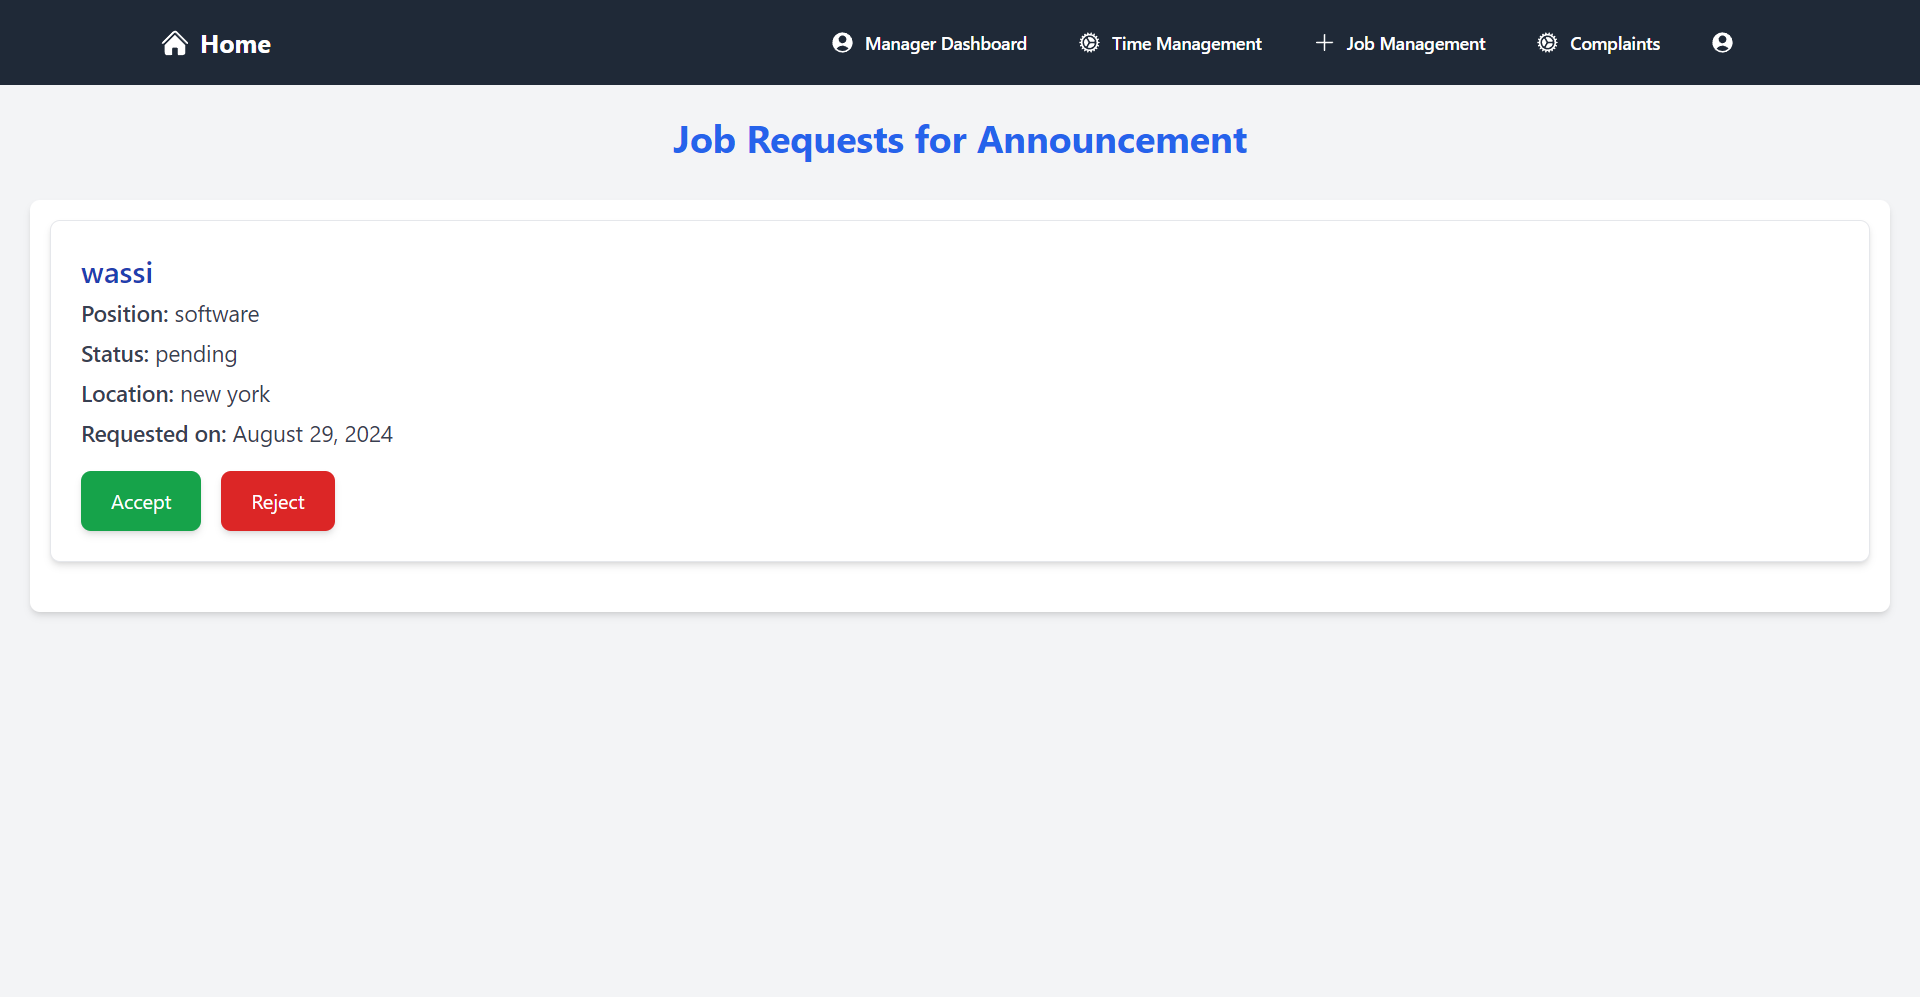 Home
Manager Dashboard
Time Management
Job Management
Complaints
Job Requests for Announcement
wassi
Position: software
Status: pending
Location: new york
Requested on: August 29, 2024
Accept
Reject